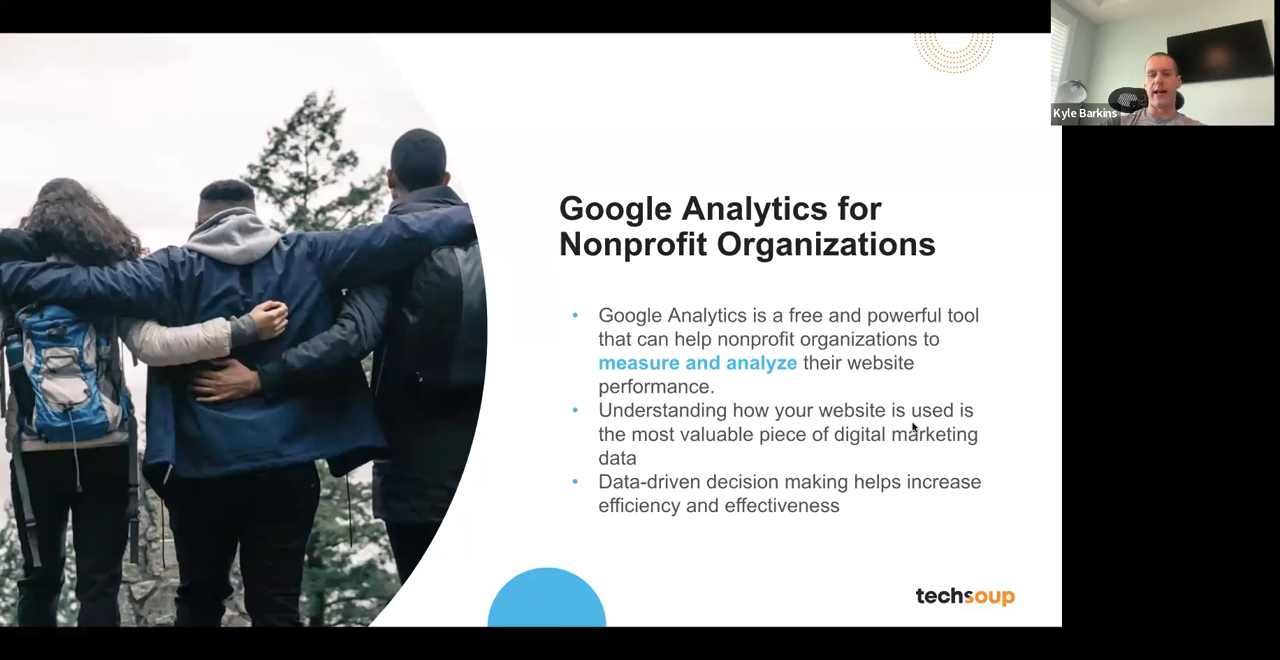 Kyle Barkins
Google Analytics for
Nonprofit Organizations
• Google Analytics is a free and powerful tool
that can help nonprofit organizations to
measure and analyze their website
performance.
• Understanding how your website is used is
the most valuable piece of digital marketing
data
• Data-driven decision making helps increase
efficiency and effectiveness
techsoup